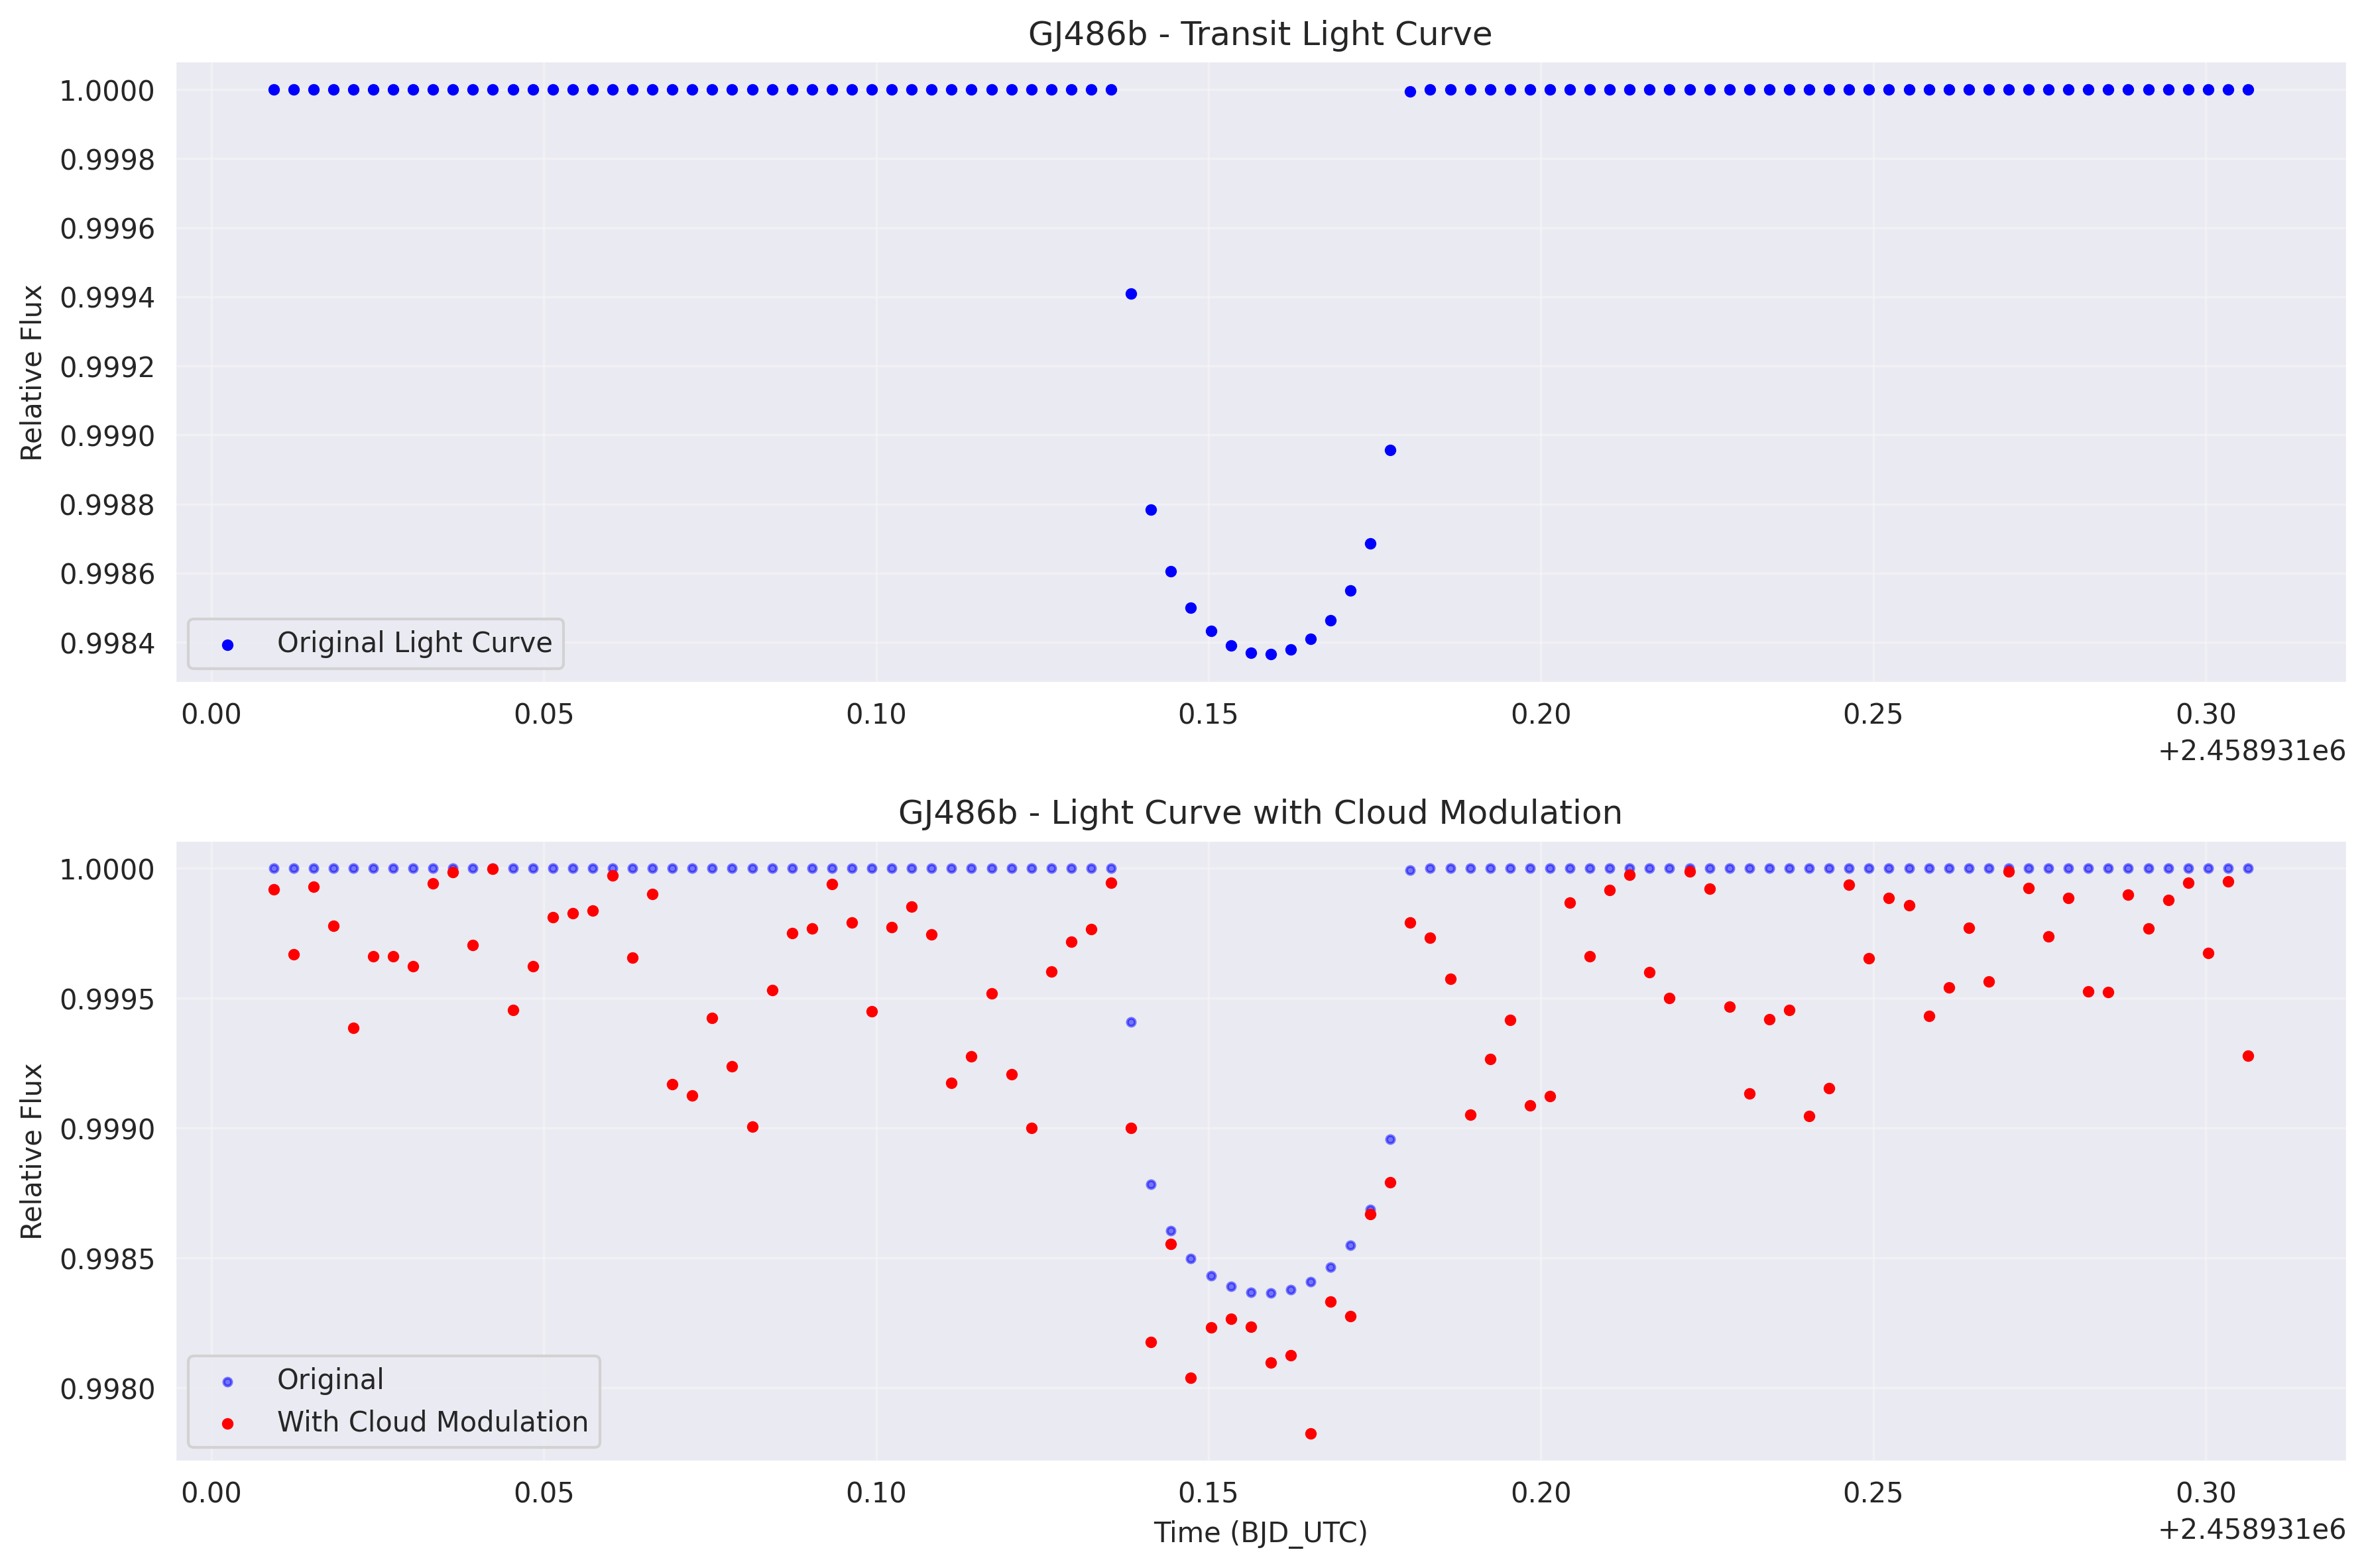 GJ486b - Transit Light Curve
Relative Flux
1.0000
0.9998
0.9996
0.9994
0.9992
0.9990
0.9988
0.9986
0.9984
Original Light Curve
0.00 0.05 0.10 0.15 0.20 0.25 0.30
+2.458931e6
GJ486b - Light Curve with Cloud Modulation
Relative Flux
1.0000
0.9995
0.9990
0.9985
0.9980
Original
With Cloud Modulation
0.00 0.05 0.10 0.15 0.20 0.25 0.30
Time (BJD_UTC)
+2.458931e6